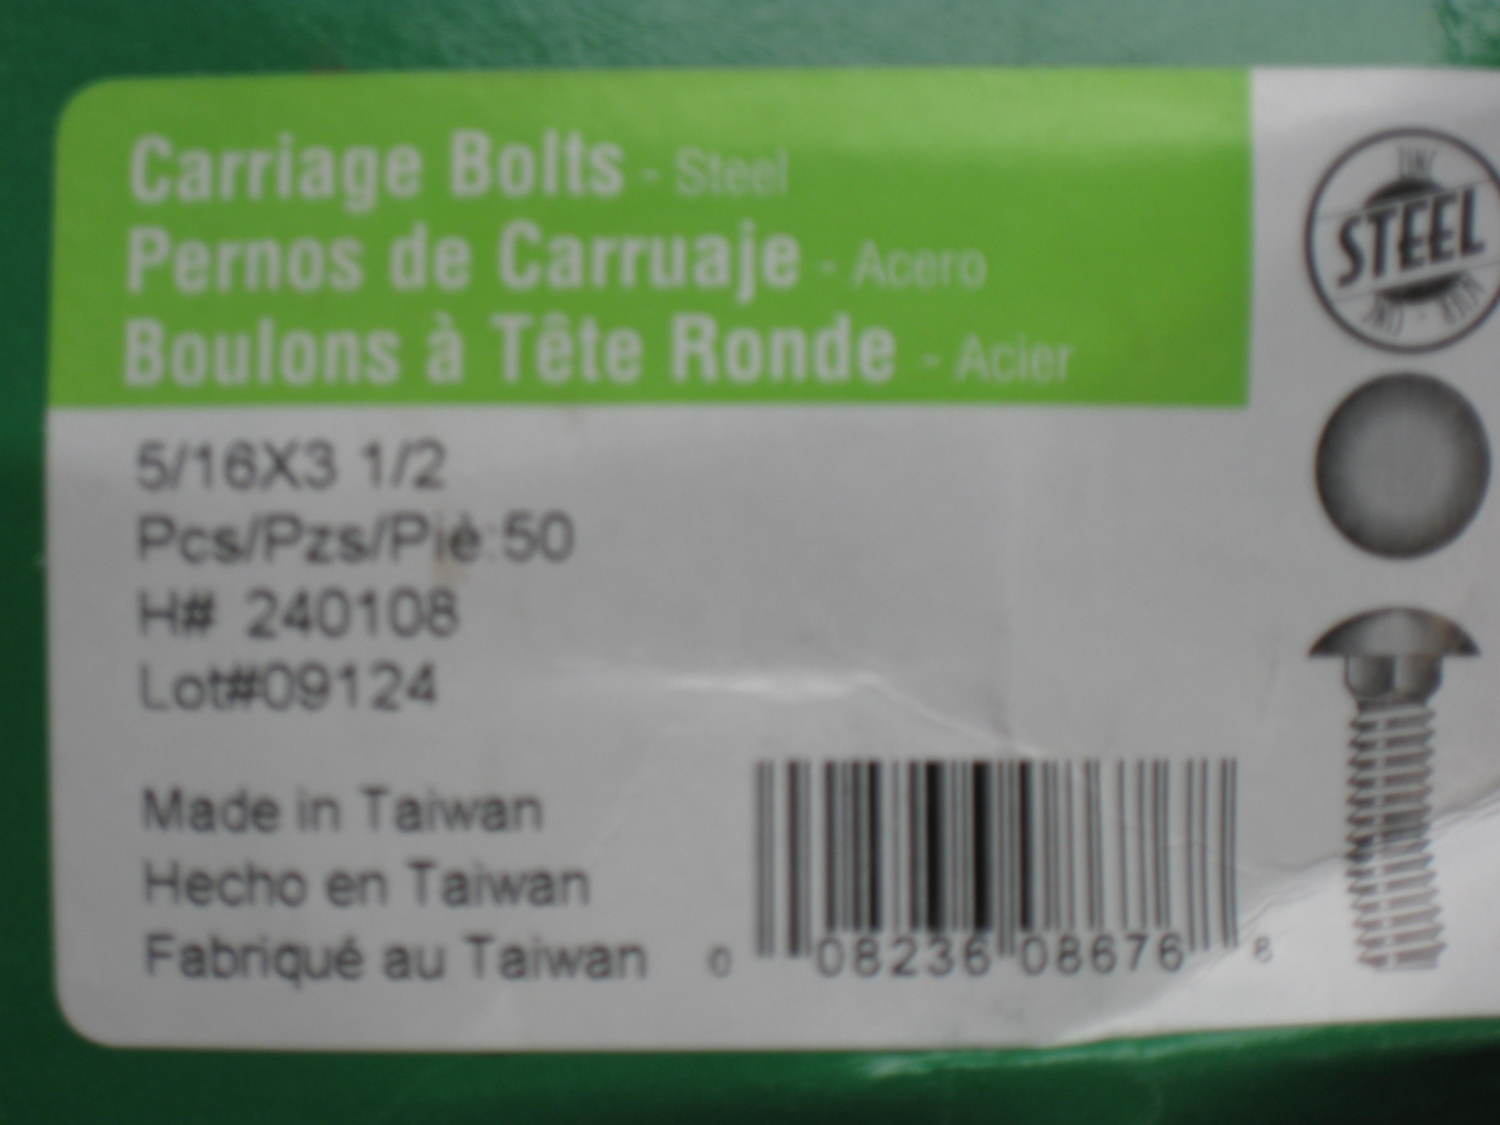 Carriage Bolts - Steel
Pernos de Carruaje - Acero
Boulons à Tête Ronde - Acier
5/16X3 1/2
Pcs/Pzs/Piè:50
H# 240108
Lot#09124
Made in Taiwan
Hecho en Taiwan
Fabriqué au Taiwan
0 08236 08676 8
STEEL